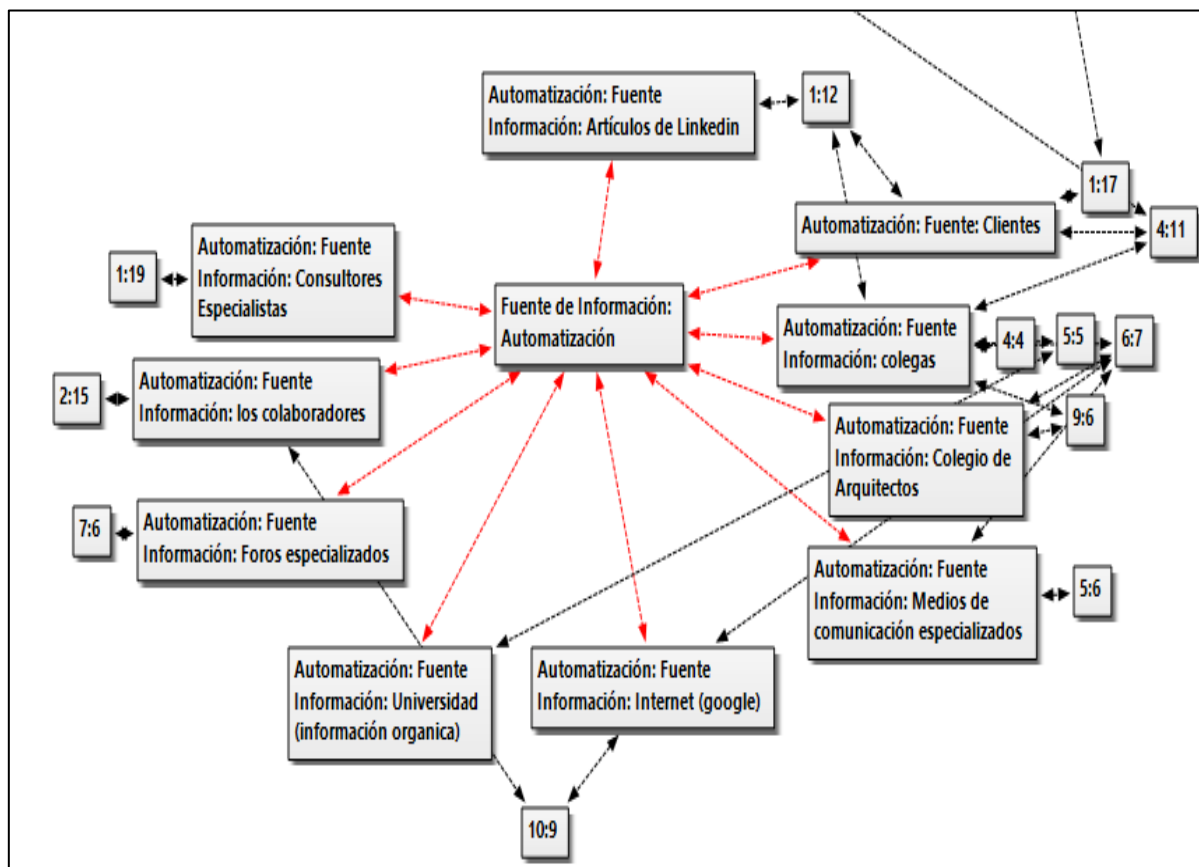 Automatización: Fuente
Información: Artículos de Linkedin
1:12
1:17
Automatización: Fuente: Clientes
4:11
Automatización: Fuente
Información: Consultores
Especialistas
1:19
Fuente de Información:
Automatización
Automatización: Fuente
Información: colegas
4:4
5:5
6:7
Automatización: Fuente
Información: los colaboradores
2:15
Automatización: Fuente
Información: Colegio de
Arquitectos
9:6
Automatización: Fuente
Información: Foros especializados
7:6
Automatización: Fuente
Información: Medios de
comunicación especializados
5:6
Automatización: Fuente
Información: Universidad
(información organica)
Automatización: Fuente
Información: Internet (google)
10:9